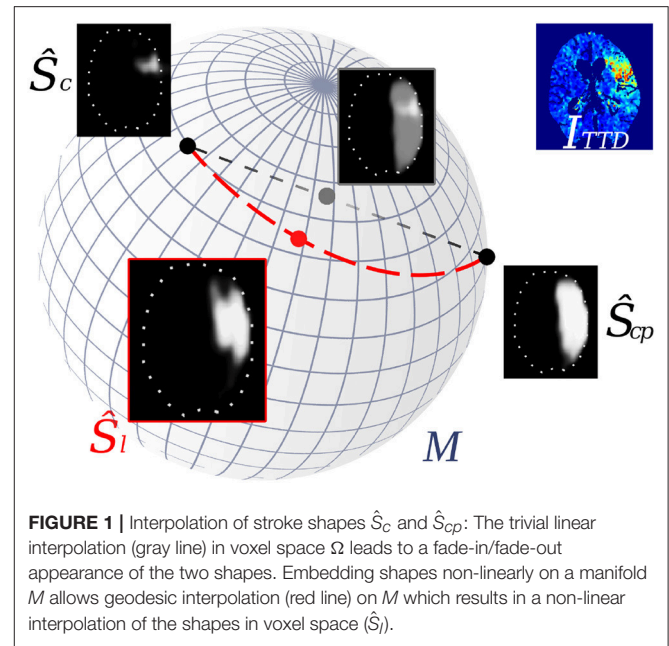 Ŝc
ITTD
Ŝcp
Ŝl
M
FIGURE 1 | Interpolation of stroke shapes Ŝc and Ŝcp: The trivial linear
interpolation (gray line) in voxel space Ω leads to a fade-in/fade-out
appearance of the two shapes. Embedding shapes non-linearly on a manifold
M allows geodesic interpolation (red line) on M which results in a non-linear
interpolation of the shapes in voxel space (Ŝl).